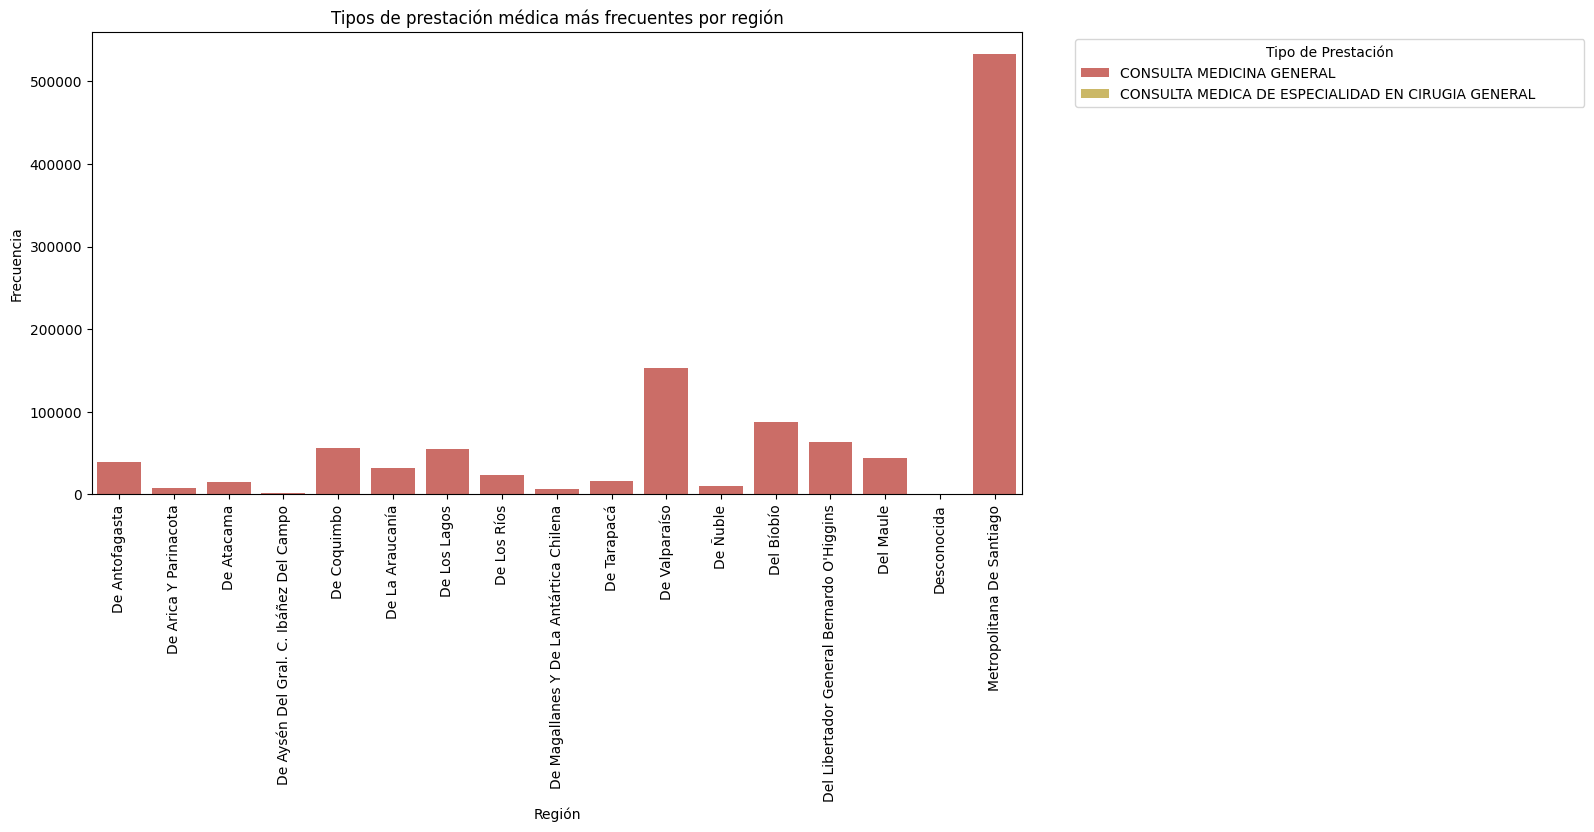 Tipos de prestación médica más frecuentes por región
Tipo de Prestación
CONSULTA MEDICINA GENERAL
CONSULTA MEDICA DE ESPECIALIDAD EN CIRUGIA GENERAL
Frecuencia
500000
400000
300000
200000
100000
0
De Antofagasta
De Arica Y Parinacota
De Atacama
De Aysén Del Gral. C. Ibáñez Del Campo
De Coquimbo
De La Araucanía
De Los Lagos
De Los Ríos
De Magallanes Y De La Antártica Chilena
De Tarapacá
De Valparaíso
De Ñuble
Del Bíobío
Del Libertador General Bernardo O'Higgins
Del Maule
Desconocida
Metropolitana De Santiago
Región